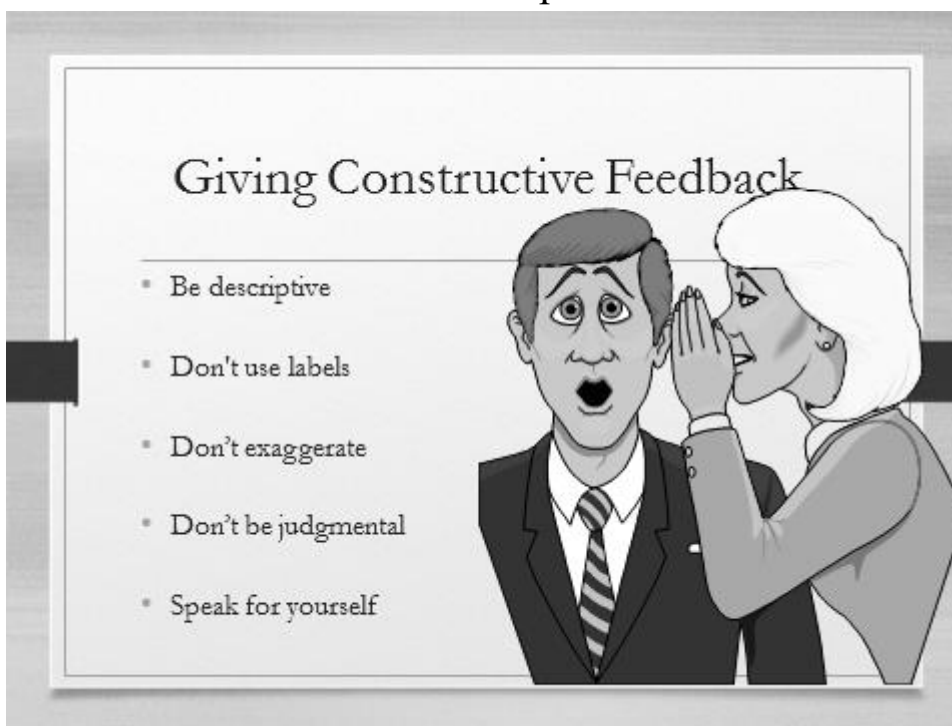 Giving Constructive Feedback
▪ Be descriptive
▪ Don't use labels
▪ Don’t exaggerate
▪ Don’t be judgmental
▪ Speak for yourself